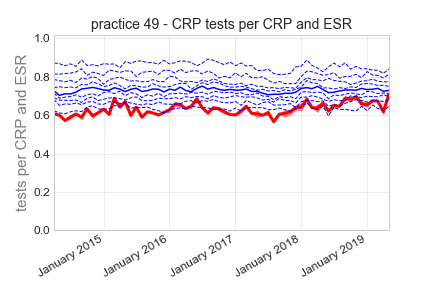 practice 49 - CRP tests per CRP and ESR
1.0
0.8
0.6
0.4
0.2
0.0
tests per CRP and ESR
January 2015
January 2016
January 2017
January 2018
January 2019